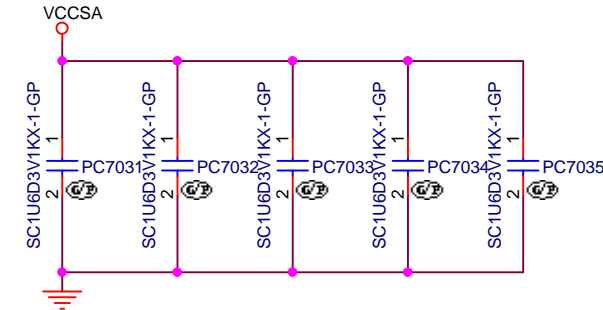 VCCSA
SC1U6D3V1KX-1-GP
1
2
PC7031
G/P
SC1U6D3V1KX-1-GP
1
2
PC7032
G/P
SC1U6D3V1KX-1-GP
1
2
PC7033
G/P
SC1U6D3V1KX-1-GP
1
2
PC7034
G/P
SC1U6D3V1KX-1-GP
1
2
PC7035
G/P